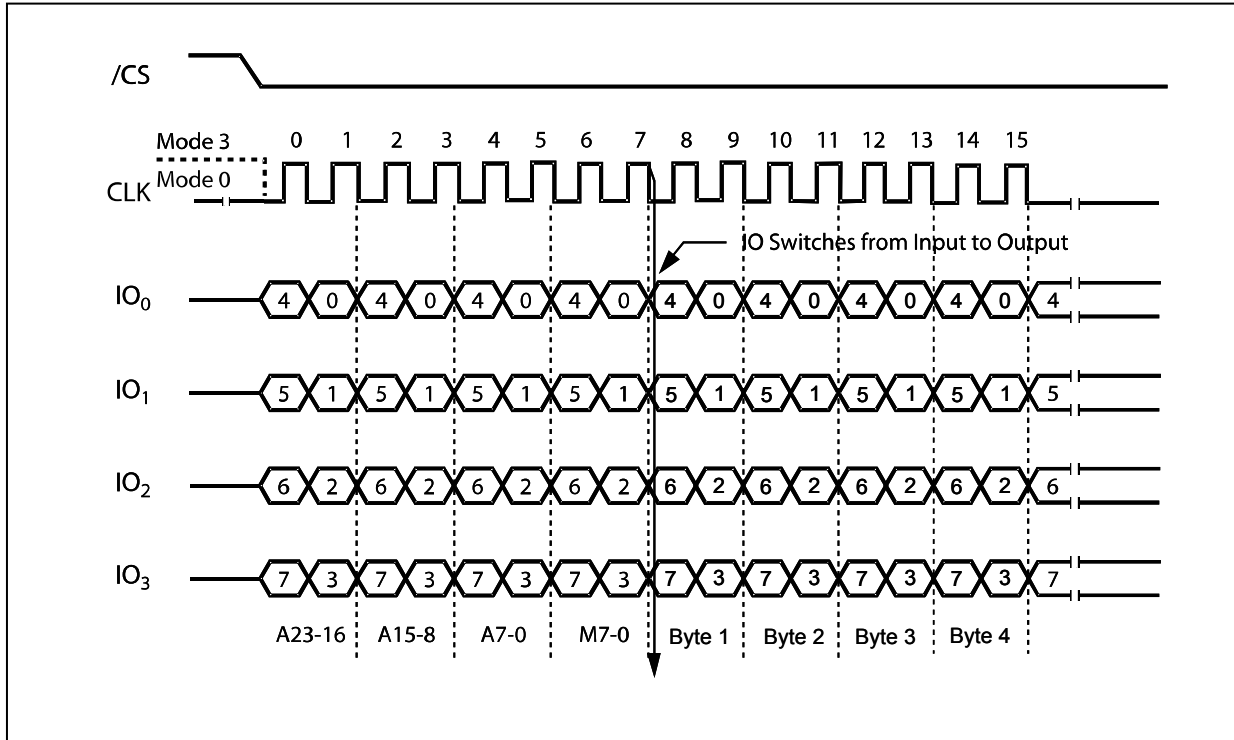 /CS
Mode 3
0 1 2 3 4 5 6 7 8 9 10 11 12 13 14 15
CLK Mode 0
IO Switches from Input to Output
IO0 4 0 4 0 4 0 4 0 4 0 4 0 4 0 4 0 4
IO1 5 1 5 1 5 1 5 1 5 1 5 1 5 1 5 1 5
IO2 6 2 6 2 6 2 6 2 6 2 6 2 6 2 6 2 6
IO3 7 3 7 3 7 3 7 3 7 3 7 3 7 3 7 3 7
A23-16 A15-8 A7-0 M7-0 Byte 1 Byte 2 Byte 3 Byte 4